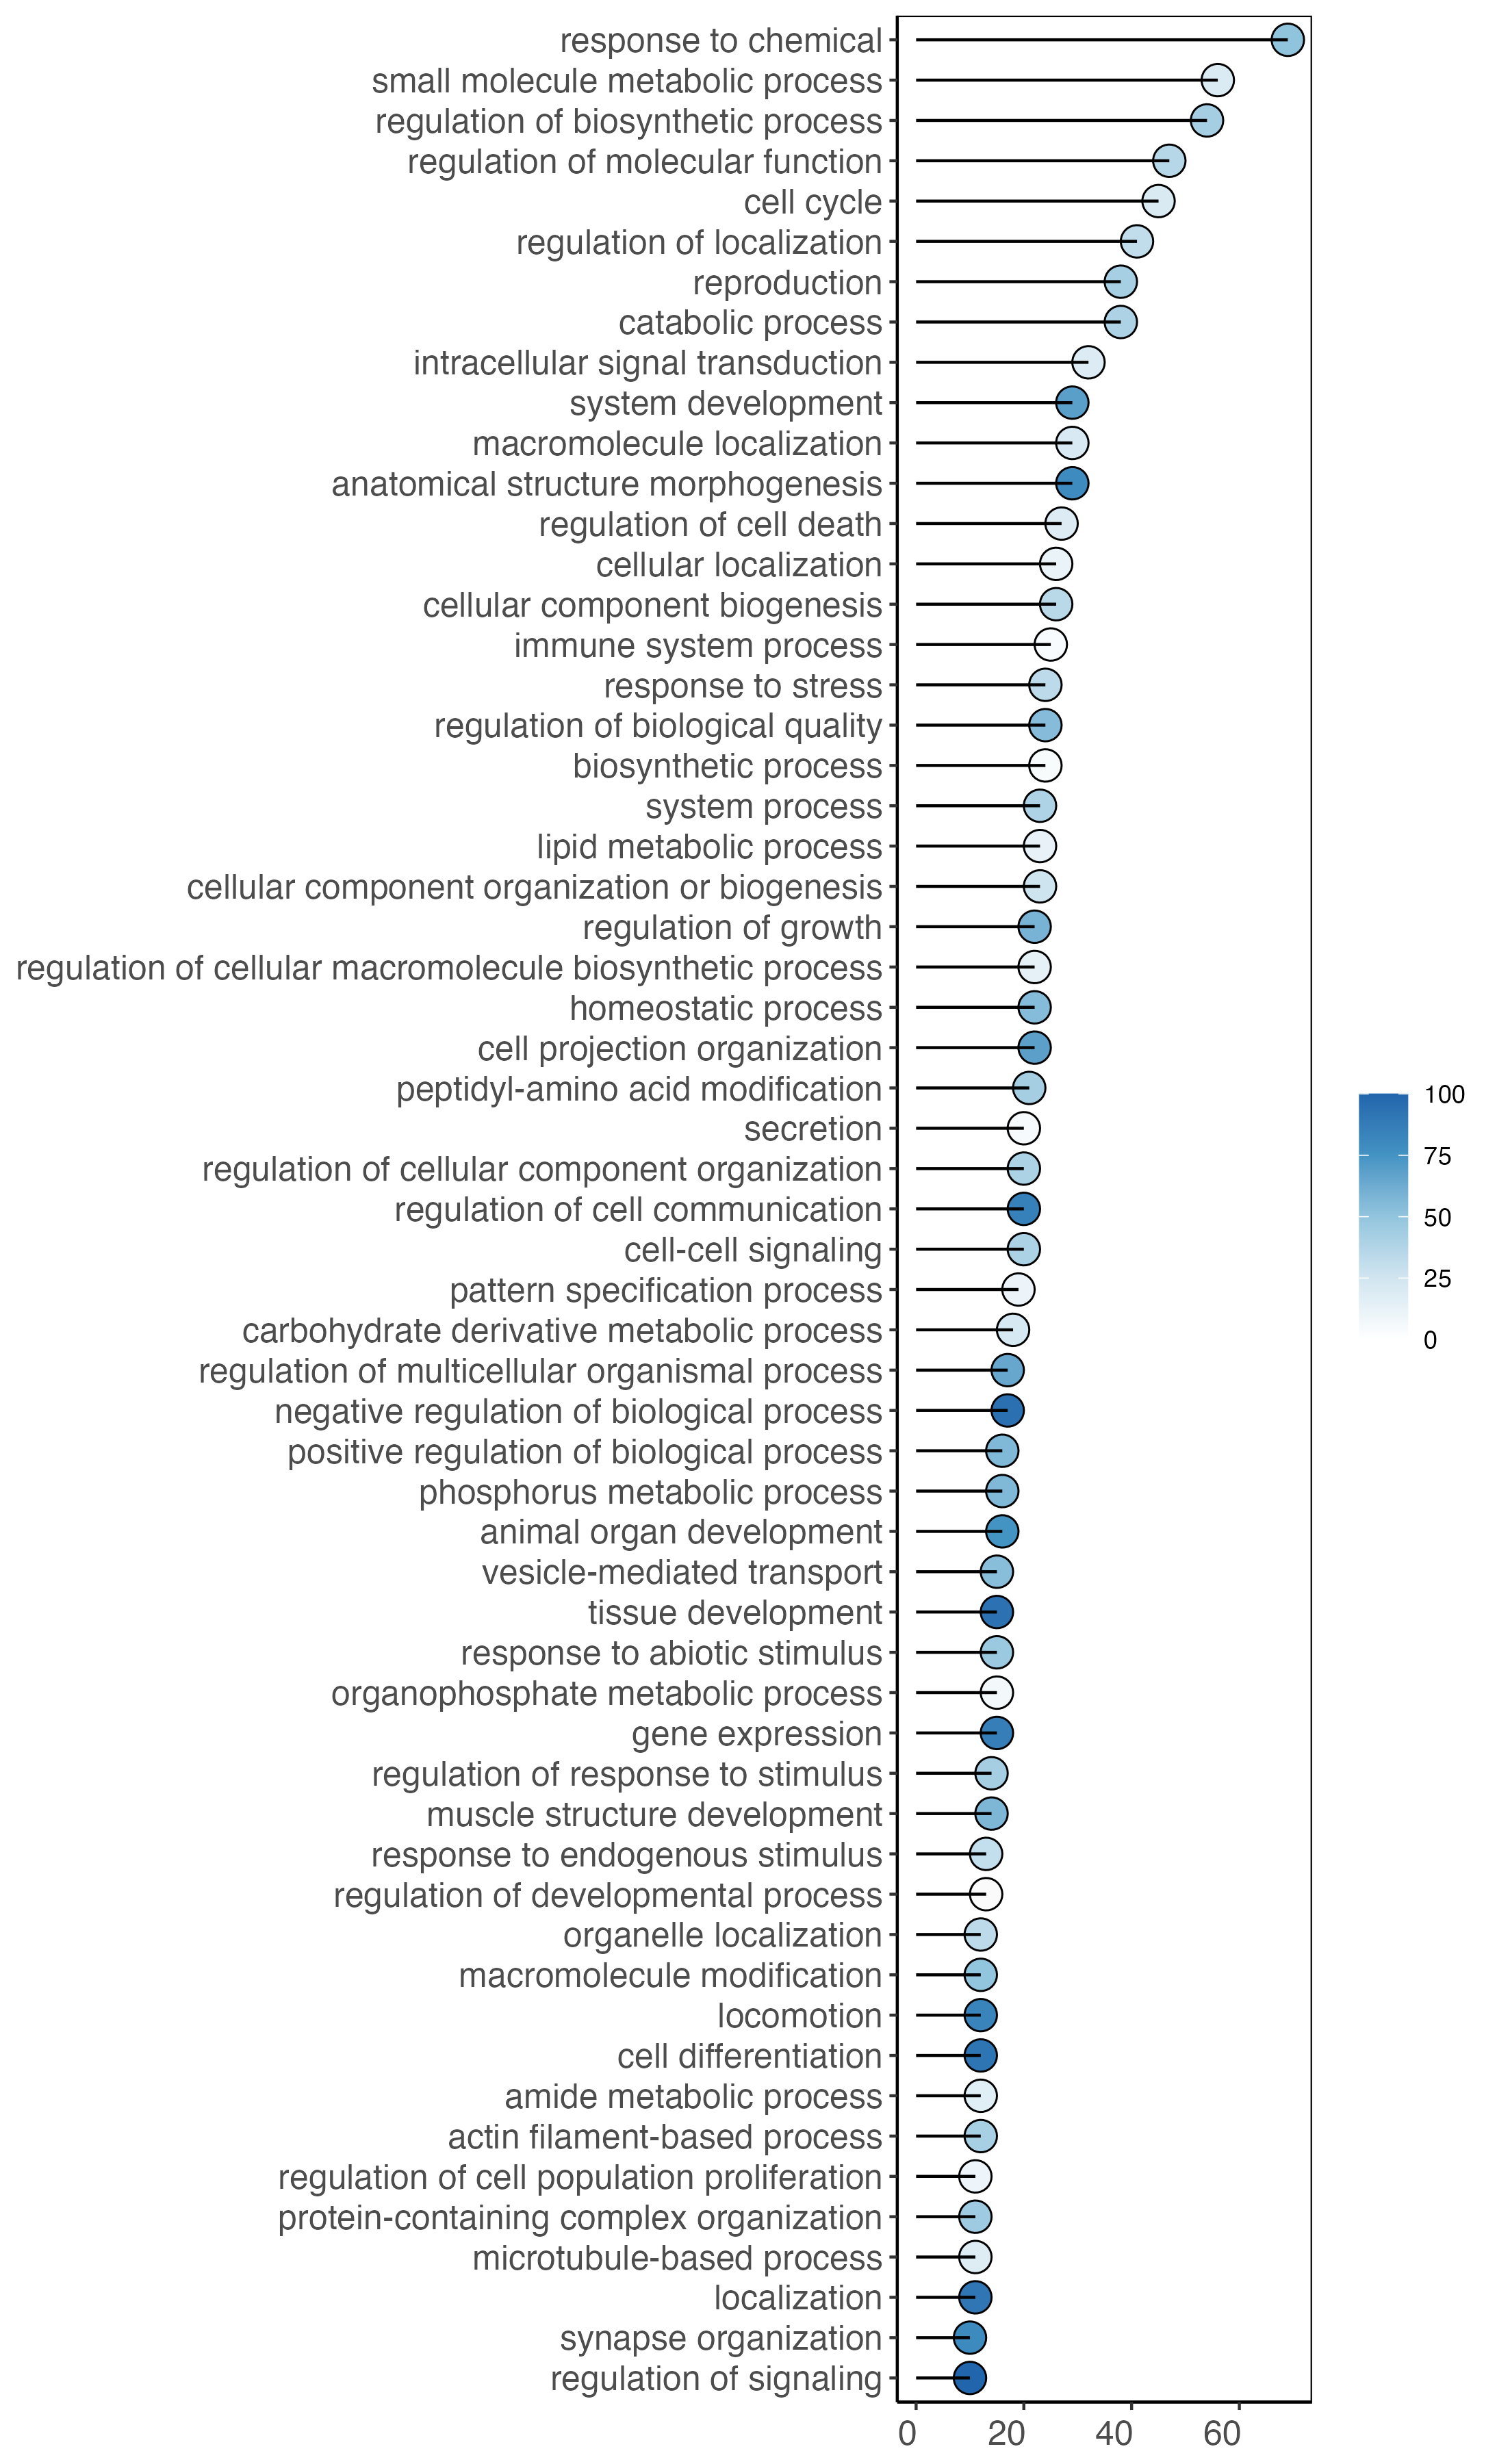 response to chemical
small molecule metabolic process
regulation of biosynthetic process
regulation of molecular function
cell cycle
regulation of localization
reproduction
catabolic process
intracellular signal transduction
system development
macromolecule localization
anatomical structure morphogenesis
regulation of cell death
cellular localization
cellular component biogenesis
immune system process
response to stress
regulation of biological quality
biosynthetic process
system process
lipid metabolic process
cellular component organization or biogenesis
regulation of growth
regulation of cellular macromolecule biosynthetic process
homeostatic process
cell projection organization
peptidyl-amino acid modification
secretion
regulation of cellular component organization
regulation of cell communication
cell-cell signaling
pattern specification process
carbohydrate derivative metabolic process
regulation of multicellular organismal process
negative regulation of biological process
positive regulation of biological process
phosphorus metabolic process
animal organ development
vesicle-mediated transport
tissue development
response to abiotic stimulus
organophosphate metabolic process
gene expression
regulation of response to stimulus
muscle structure development
response to endogenous stimulus
regulation of developmental process
organelle localization
macromolecule modification
locomotion
cell differentiation
amide metabolic process
actin filament-based process
regulation of cell population proliferation
protein-containing complex organization
microtubule-based process
localization
synapse organization
regulation of signaling
0 20 40 60
100
75
50
25
0